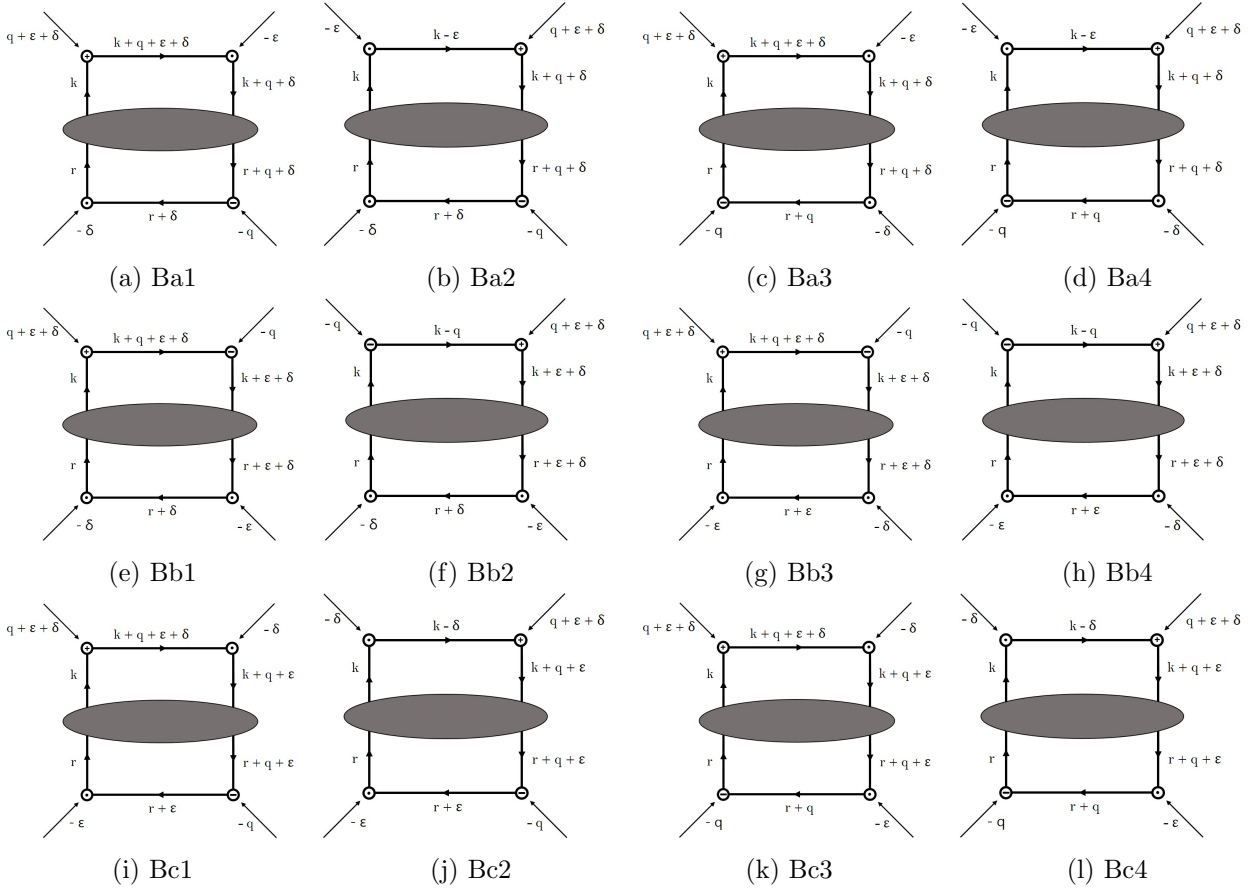 q + ε + δ
k + q + ε + δ
- ε
k
k + q + δ
r
r + q + δ
r + δ
- δ
- q
(a) Ba1
- ε
k - ε
q + ε + δ
k
k + q + δ
r
r + q + δ
r + δ
- δ
- q
(b) Ba2
q + ε + δ
k + q + ε + δ
- ε
k
k + q + δ
r
r + q + δ
r + q
- q
- δ
(c) Ba3
- ε
k - ε
q + ε + δ
k
k + q + δ
r
r + q + δ
r + q
- q
- δ
(d) Ba4
q + ε + δ
k + q + ε + δ
- q
k
k + ε + δ
r
r + ε + δ
r + δ
- δ
- ε
(e) Bb1
- q
k - q
q + ε + δ
k
k + ε + δ
r
r + ε + δ
r + δ
- δ
- ε
(f) Bb2
q + ε + δ
k + q + ε + δ
- q
k
k + ε + δ
r
r + ε + δ
r + ε
- ε
- δ
(g) Bb3
- q
k - q
q + ε + δ
k
k + ε + δ
r
r + ε + δ
r + ε
- ε
- δ
(h) Bb4
q + ε + δ
k + q + ε + δ
- δ
k
k + q + ε
r
r + q + ε
r + ε
- ε
- q
(i) Bc1
- δ
k - δ
q + ε + δ
k
k + q + ε
r
r + q + ε
r + ε
- ε
- q
(j) Bc2
q + ε + δ
k + q + ε + δ
- δ
k
k + q + ε
r
r + q + ε
r + q
- q
- ε
(k) Bc3
- δ
k - δ
q + ε + δ
k
k + q + ε
r
r + q + ε
r + q
- q
- ε
(l) Bc4